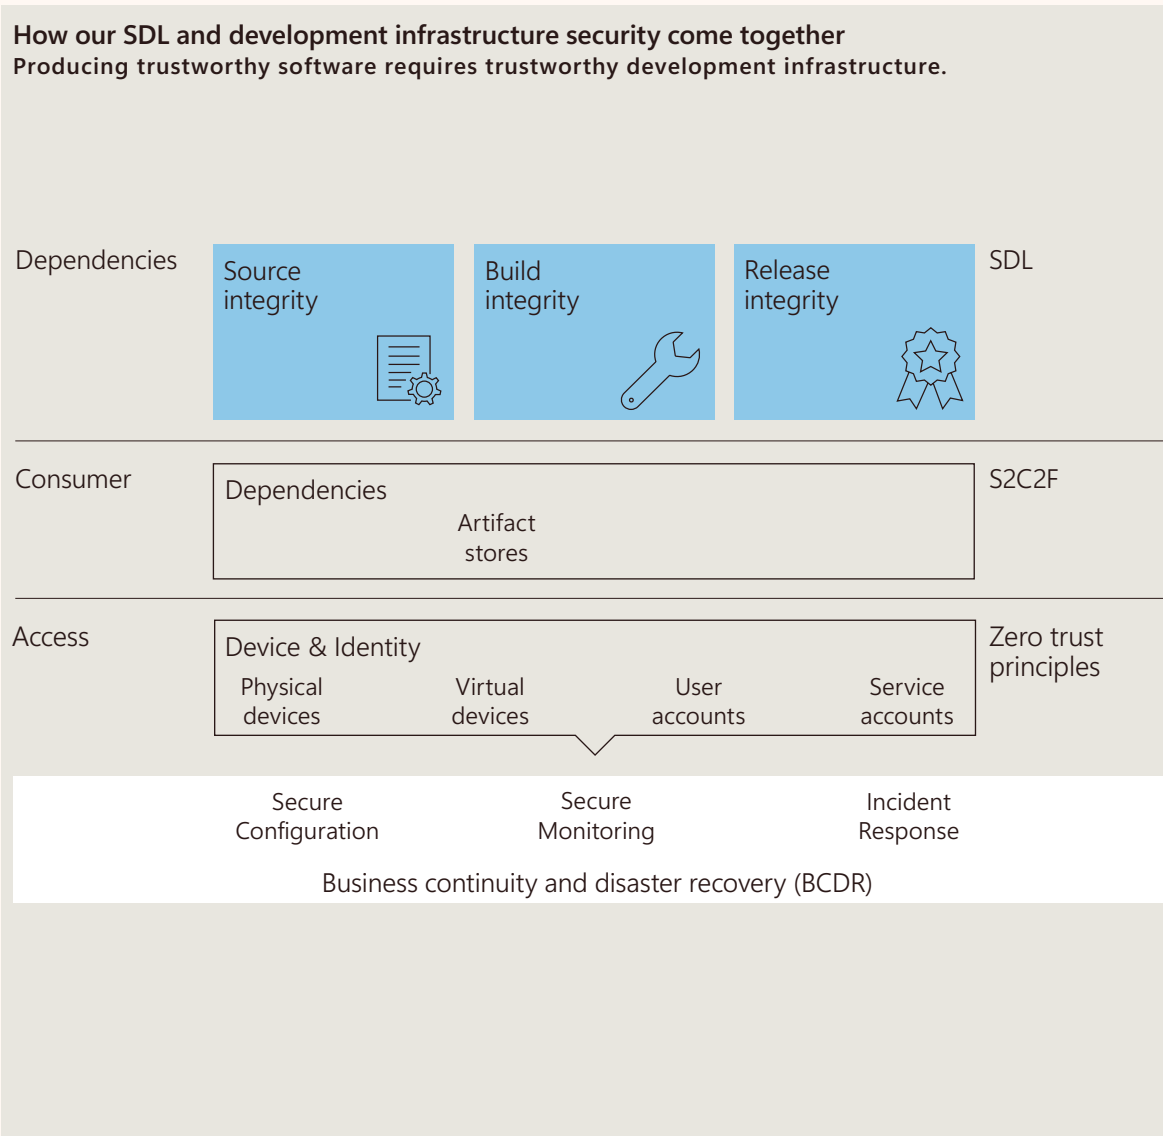 How our SDL and development infrastructure security come together
Producing trustworthy software requires trustworthy development infrastructure.
Dependencies
Source
integrity
Build
integrity
Release
integrity
SDL
Consumer
Dependencies
Artifact
stores
S2C2F
Access
Device & Identity
Physical
devices
Virtual
devices
User
accounts
Service
accounts
Zero trust
principles
Secure
Configuration
Secure
Monitoring
Incident
Response
Business continuity and disaster recovery (BCDR)